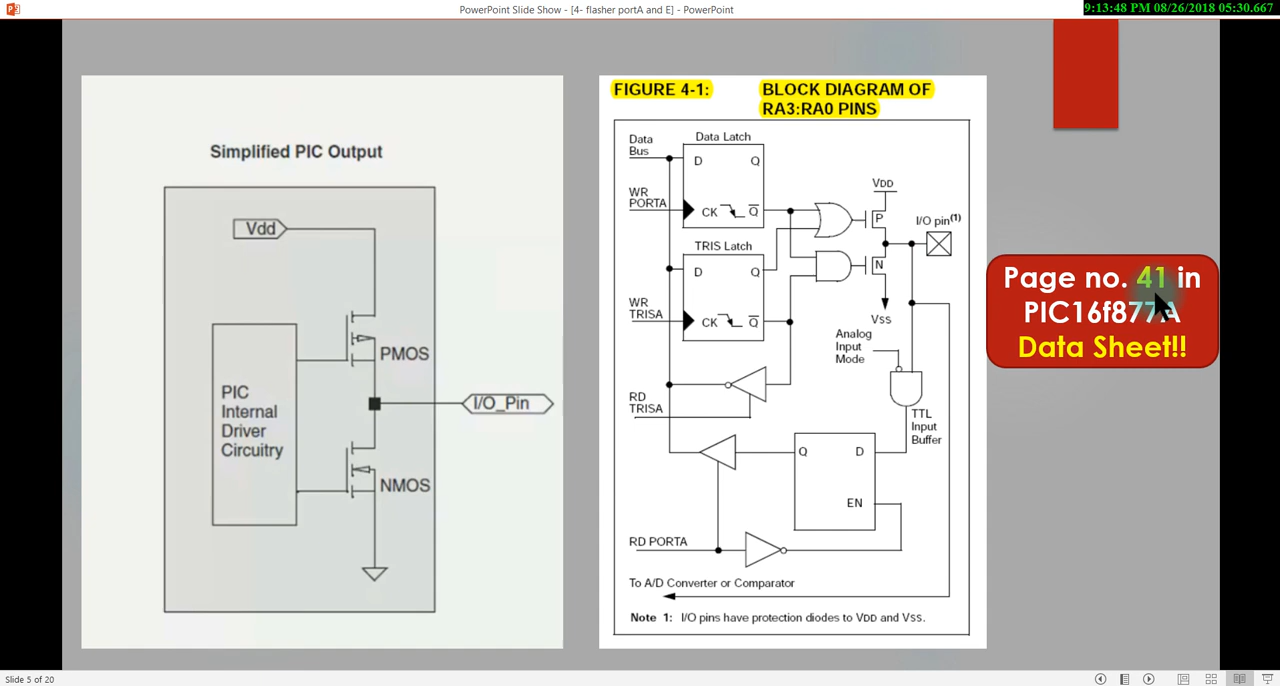 PowerPoint Slide Show - [4- flasher portA and E] - PowerPoint
9:13:48 PM 08/26/2018 05:30.667
Simplified PIC Output
Vdd
PMOS
PIC
Internal
Driver
Circuitry
I/O_Pin
NMOS
FIGURE 4-1: BLOCK DIAGRAM OF
RA3:RA0 PINS
Data
Bus
Data Latch
D Q
WR
PORTA
CK Q
VDD
P
I/O pin(1)
TRIS Latch
D Q
N
WR
TRISA
CK Q
VSS
Analog
Input
Mode
RD
TRISA
TTL
Input
Buffer
Q D
EN
RD PORTA
To A/D Converter or Comparator
Note 1: I/O pins have protection diodes to VDD and VSS.
Page no. 41 in
PIC16f877A
Data Sheet!!
Slide 5 of 20